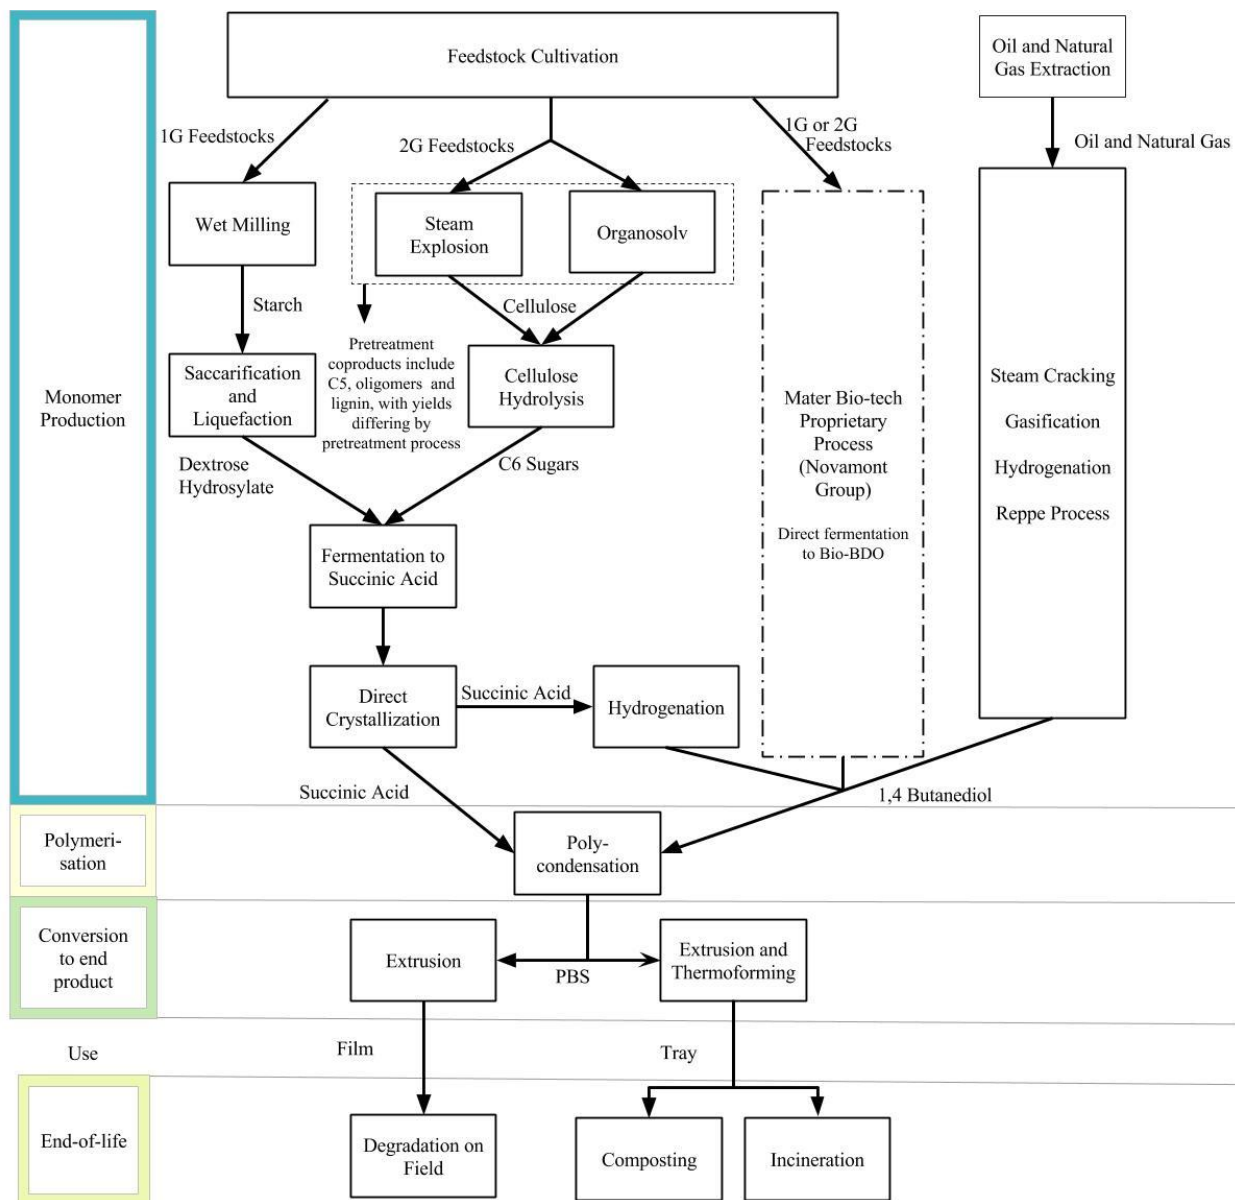 Feedstock Cultivation
Oil and Natural
Gas Extraction
1G Feedstocks
2G Feedstocks
1G or 2G
Feedstocks
Oil and Natural Gas
Wet Milling
Steam
Explosion
Organosolv
Starch
Cellulose
Pretreatment
coproducts include
C5, oligomers and
lignin, with yields
differing by
pretreatment process
Monomer
Production
Saccarification
and
Liquefaction
Cellulose
Hydrolysis
Mater Bio-tech
Proprietary
Process
(Novamont
Group)
Direct fermentation
to Bio-BDO
Steam Cracking
Gasification
Hydrogenation
Reppe Process
Dextrose
Hydrosylate
C6 Sugars
Fermentation to
Succinic Acid
Direct
Crystallization
Succinic Acid
Hydrogenation
Succinic Acid
1,4 Butanediol
Polymeri-
sation
Poly-
condensation
Conversion
to end
product
Extrusion
PBS
Extrusion and
Thermoforming
Use
Film
Tray
End-of-life
Degradation on
Field
Composting
Incineration